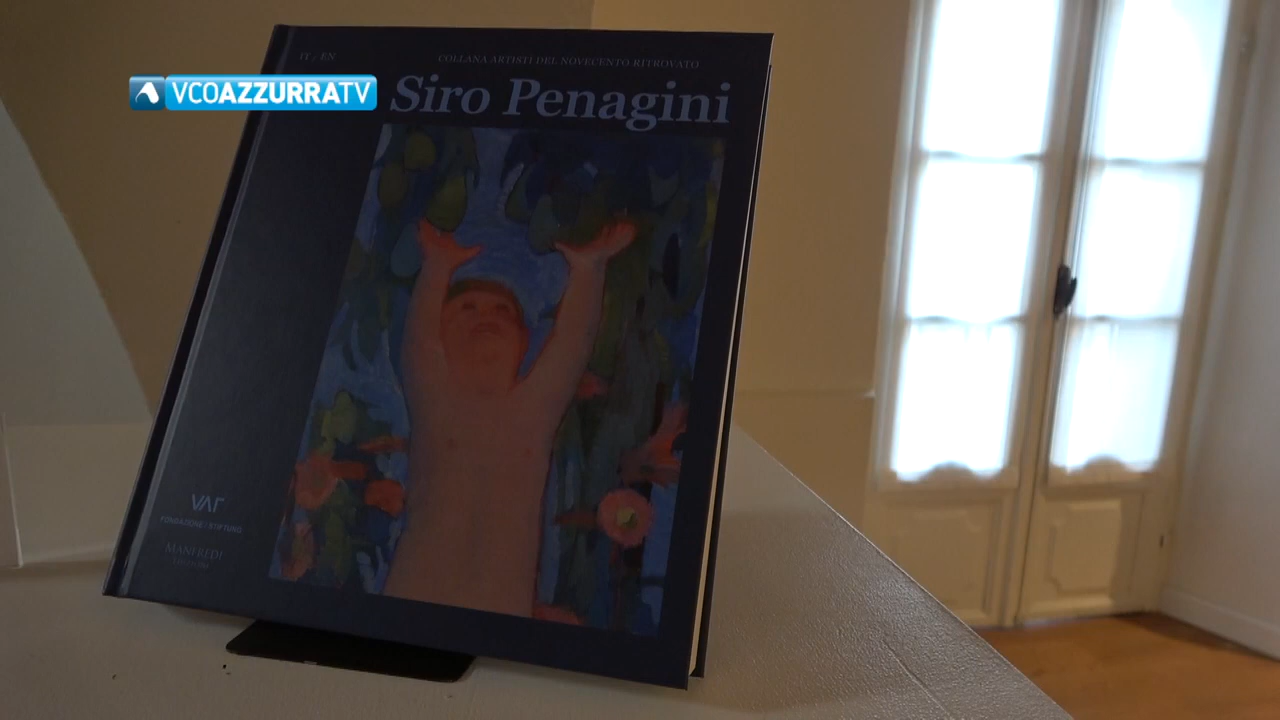 VCOAZZURRATV
IT / EN
COLLANA ARTISTI DEL NOVECENTO RITROVATO
Siro Penagini
VAF
FONDAZIONE / STIFTUNG
MANFREDI